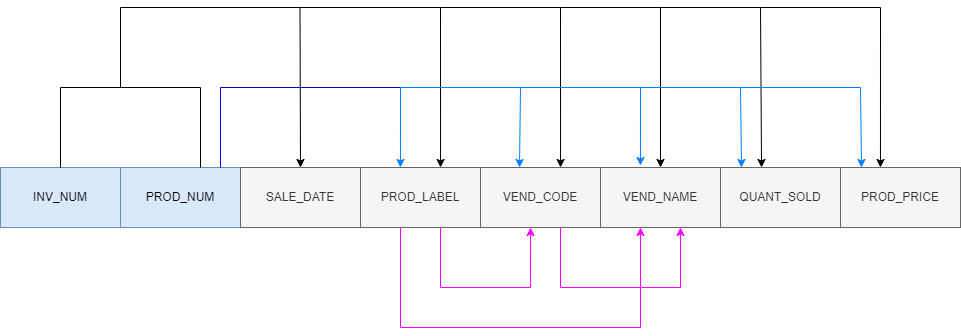 INV_NUM PROD_NUM SALE_DATE PROD_LABEL VEND_CODE VEND_NAME QUANT_SOLD PROD_PRICE